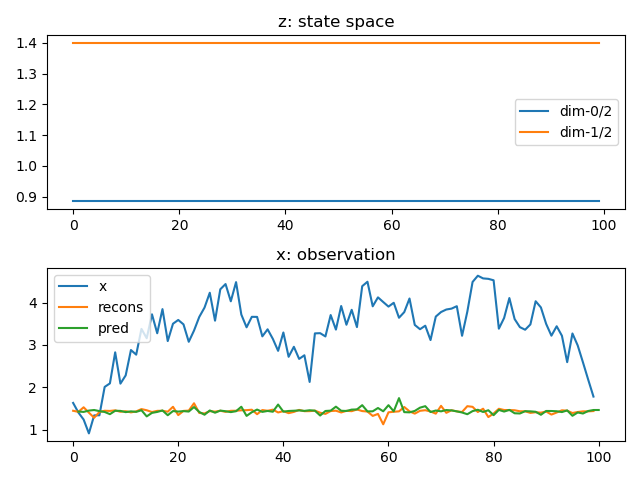 z: state space
1.4
1.3
1.2
1.1
1.0
0.9
dim-0/2
dim-1/2
0 20 40 60 80 100
x: observation
4
3
2
1
x
recons
pred
0 20 40 60 80 100